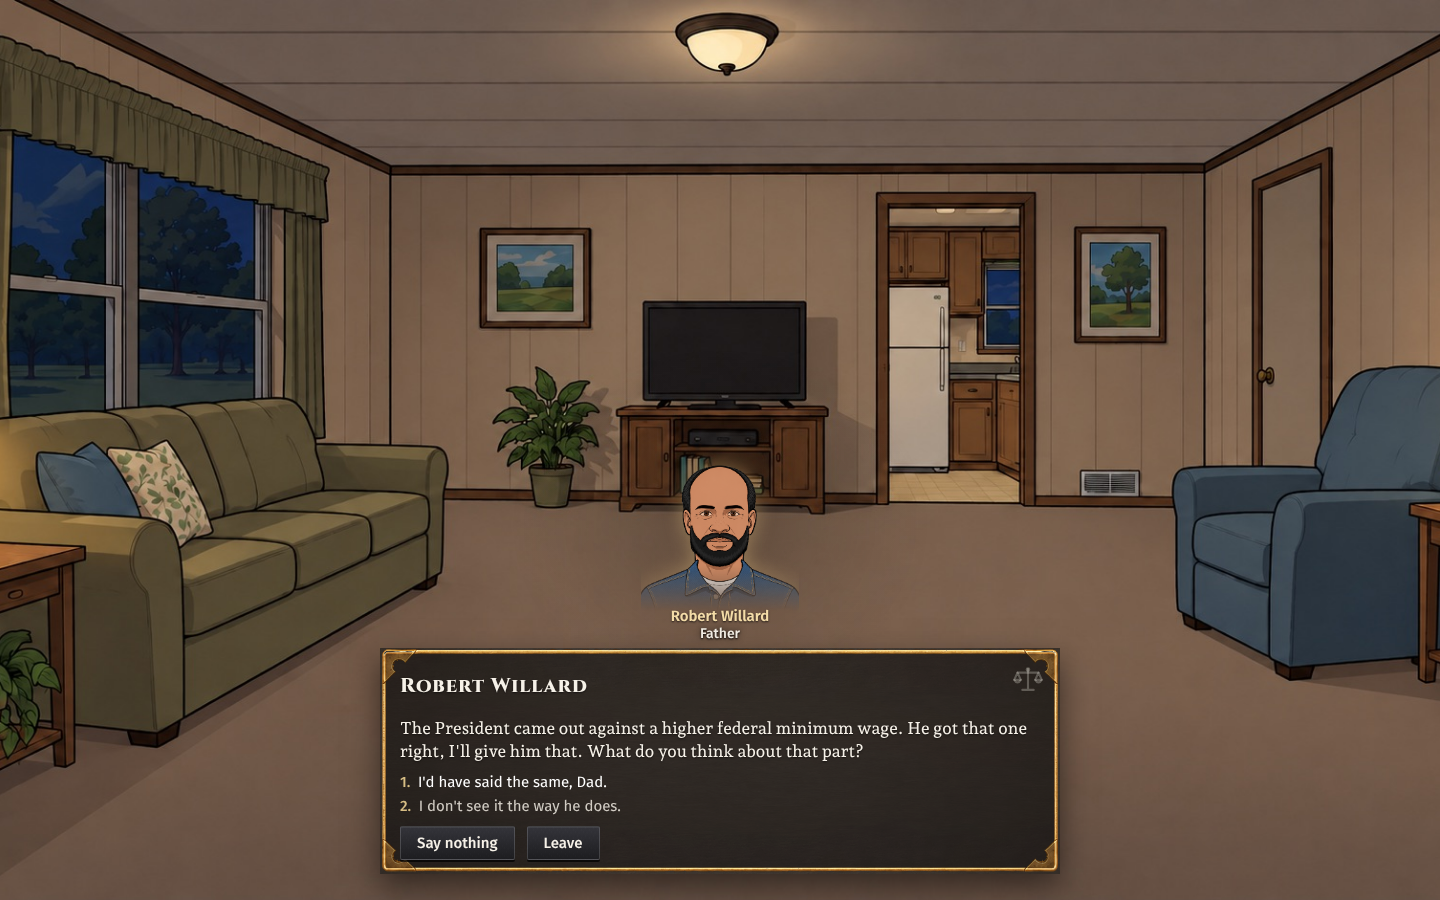 Robert Willard
Father
ROBERT WILLARD
The President came out against a higher federal minimum wage. He got that one
right, I'll give him that. What do you think about that part?
1. I'd have said the same, Dad.
2. I don't see it the way he does.
Say nothing
Leave